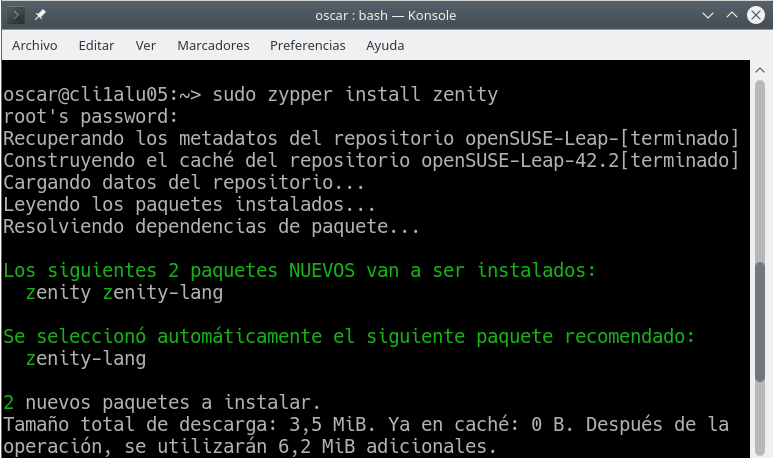 oscar : bash — Konsole
Archivo Editar Ver Marcadores Preferencias Ayuda
oscar@cli1alu05:~> sudo zypper install zenity
root's password:
Recuperando los metadatos del repositorio openSUSE-Leap-[terminado]
Construyendo el caché del repositorio openSUSE-Leap-42.2[terminado]
Cargando datos del repositorio...
Leyendo los paquetes instalados...
Resolviendo dependencias de paquete...
Los siguientes 2 paquetes NUEVOS van a ser instalados:
zenity zenity-lang
Se seleccionó automáticamente el siguiente paquete recomendado:
zenity-lang
2 nuevos paquetes a instalar.
Tamaño total de descarga: 3,5 MiB. Ya en caché: 0 B. Después de la
operación, se utilizarán 6,2 MiB adicionales.